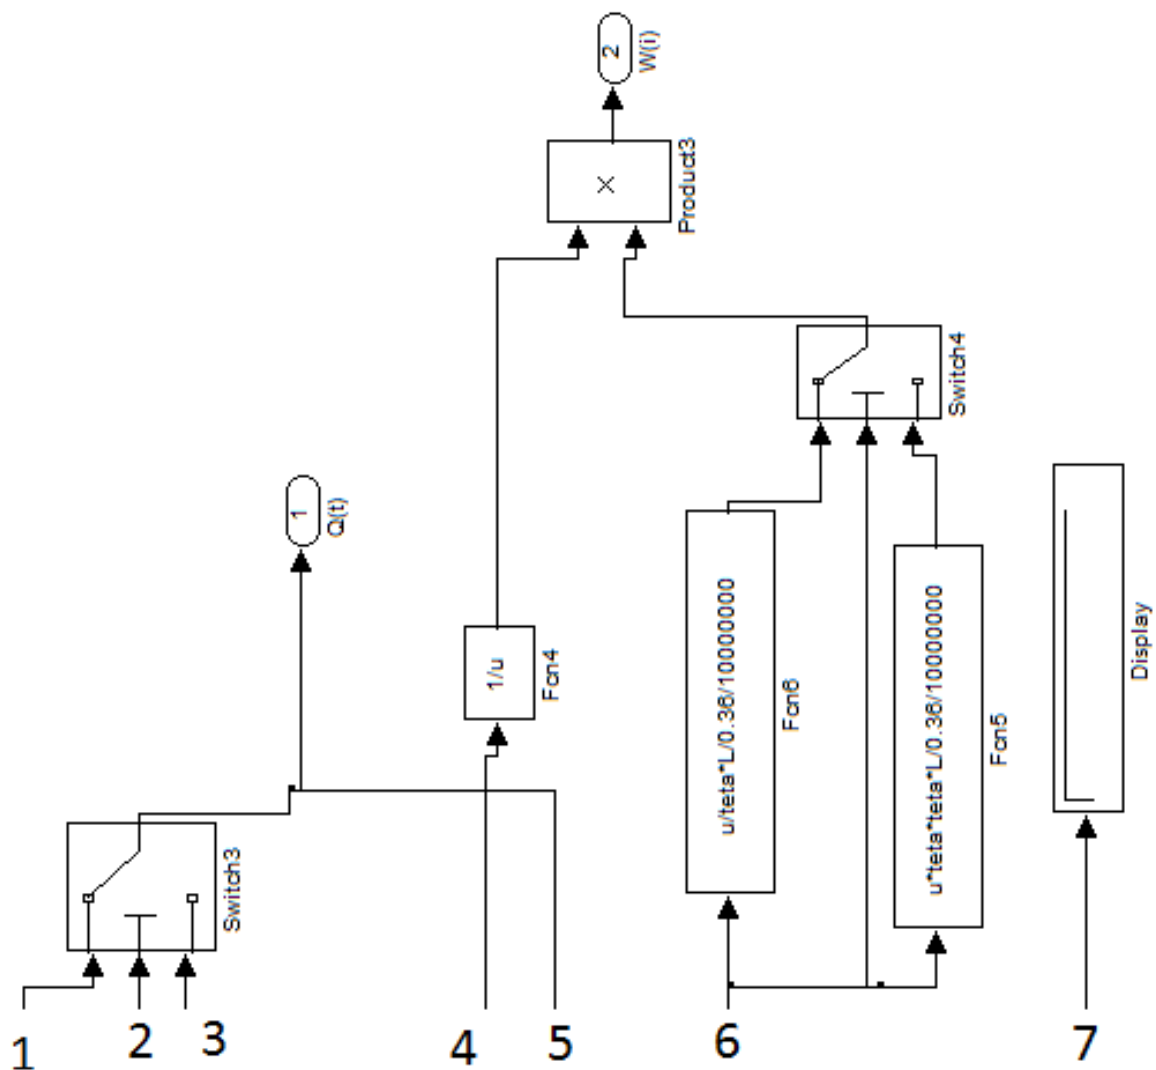 2
W(i)
×
Product3
Switch4
1
Q(t)
1/u
Fcn4
u/teta*L/0.36/10000000
Fcn6
u*teta*teta*L/0.36/10000000
Fcn5
Display
Switch3
1
2
3
4
5
6
7